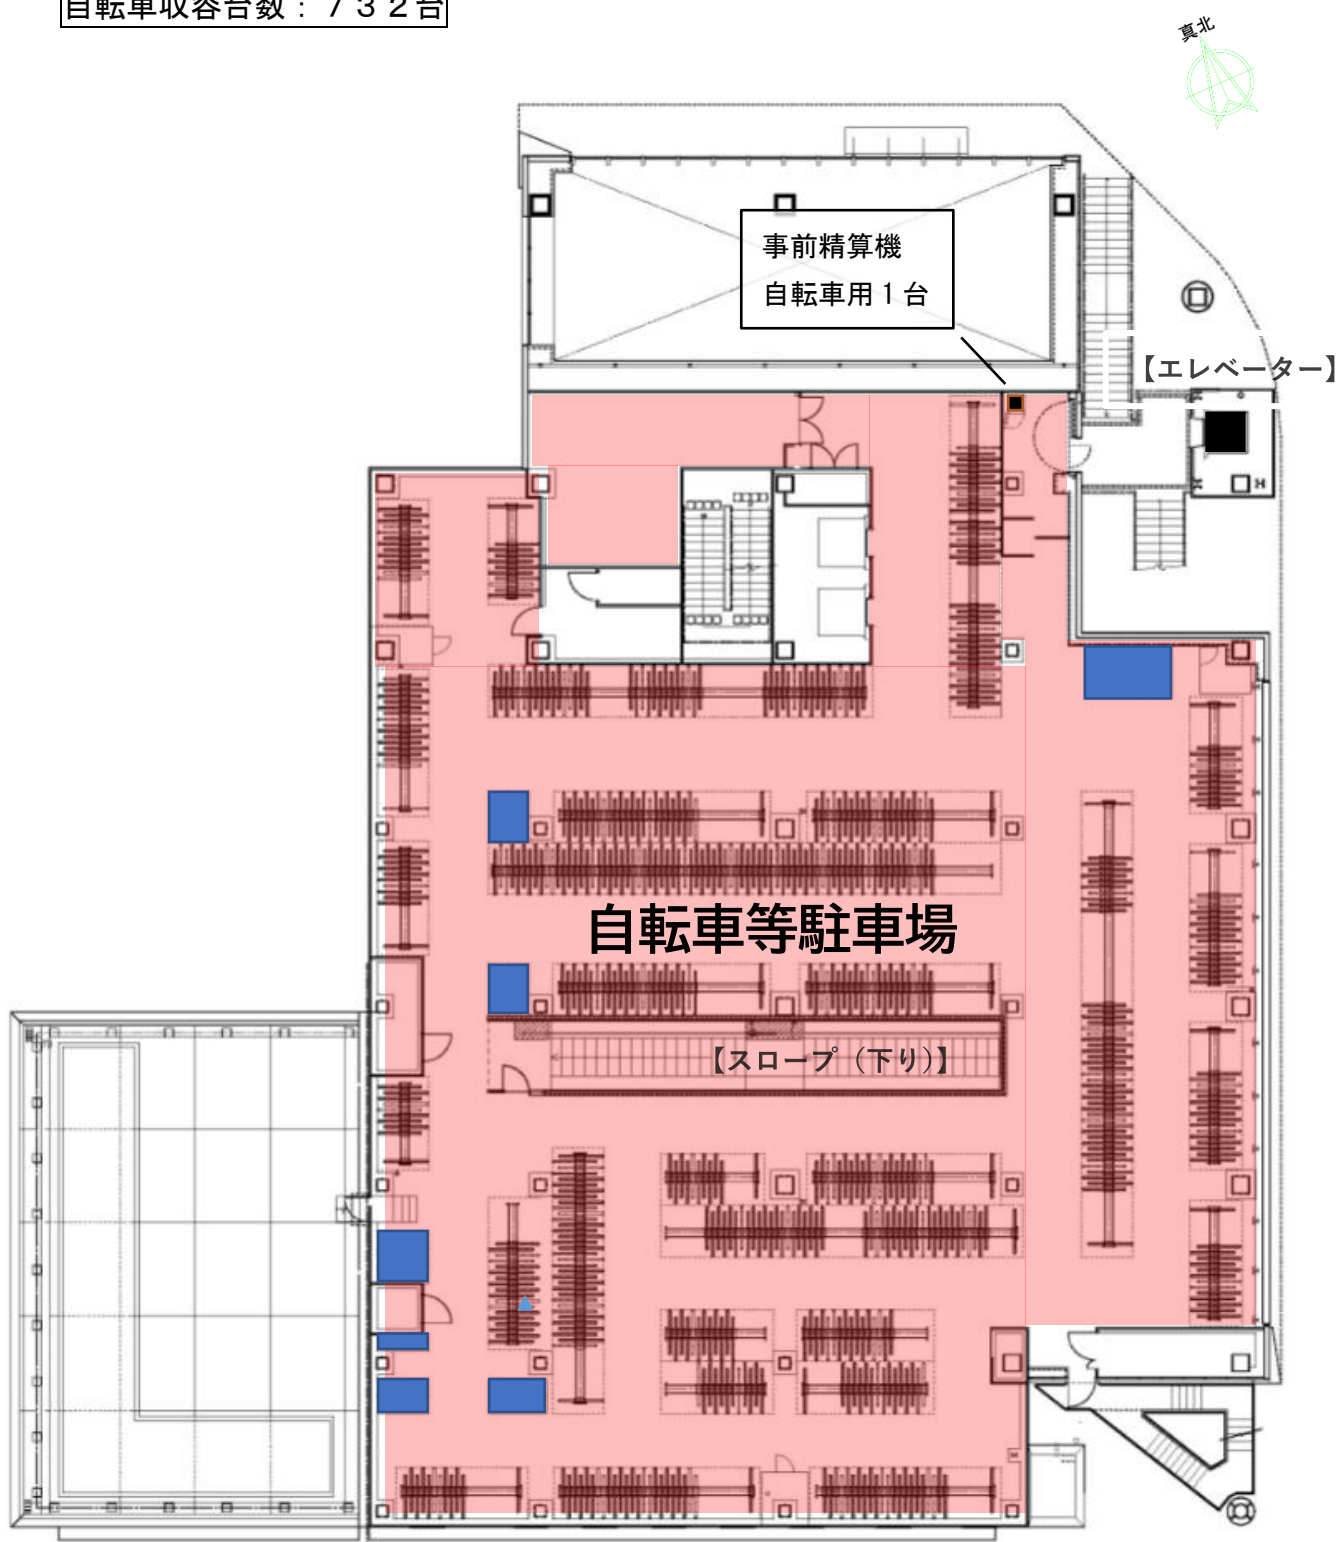 自転車収容台数：７３２台
真北
事前精算機
自転車用１台
【エレベーター】
自転車等駐車場
【スロープ（下り）】